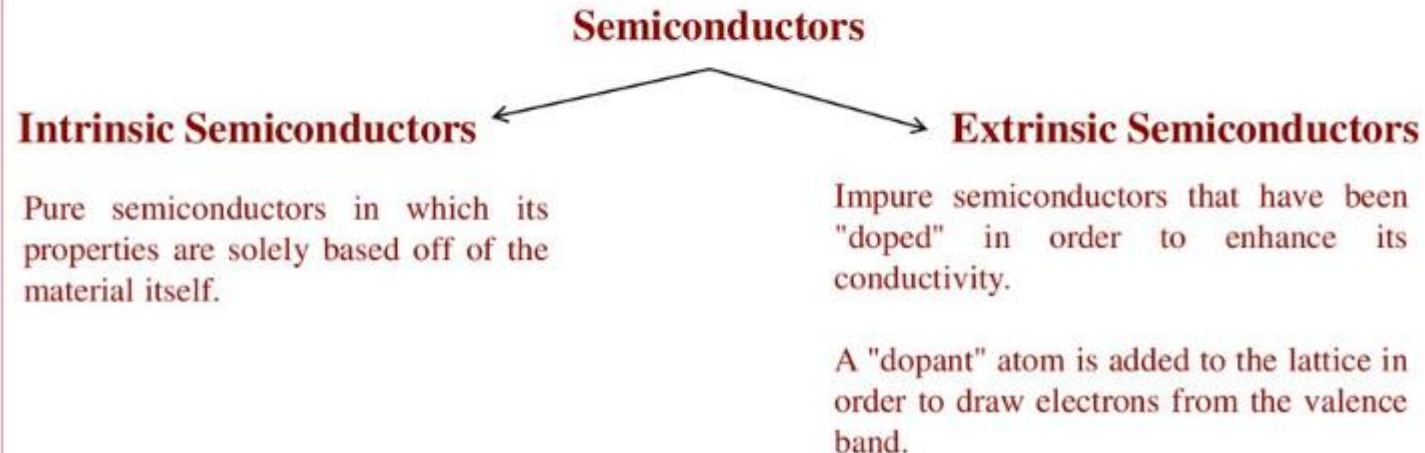 Semiconductors
Intrinsic Semiconductors
Pure semiconductors in which its
properties are solely based off of the
material itself.
Extrinsic Semiconductors
Impure semiconductors that have been
"doped" in order to enhance its
conductivity.
A "dopant" atom is added to the lattice in
order to draw electrons from the valence
band.